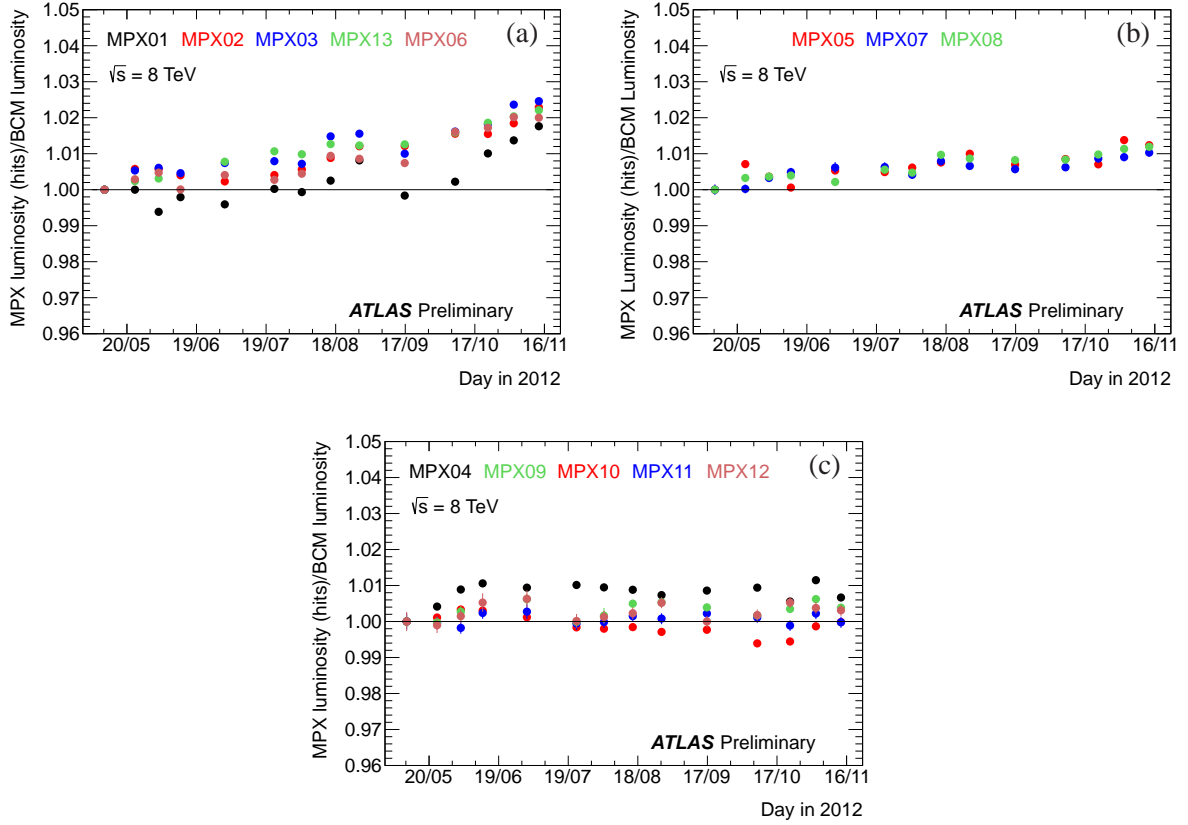 MPX luminosity (hits)/BCM luminosity
1.05
1.04
1.03
1.02
1.01
1.00
0.99
0.98
0.97
0.96
MPX01 MPX02 MPX03 MPX13 MPX06
(a)
√s = 8 TeV
ATLAS Preliminary
20/05 19/06 19/07 18/08 17/09 17/10 16/11
Day in 2012
MPX Luminosity (hits)/BCM Luminosity
1.05
1.04
1.03
1.02
1.01
1.00
0.99
0.98
0.97
0.96
MPX05 MPX07 MPX08
(b)
√s = 8 TeV
ATLAS Preliminary
20/05 19/06 19/07 18/08 17/09 17/10 16/11
Day in 2012
MPX luminosity (hits)/BCM luminosity
1.05
1.04
1.03
1.02
1.01
1.00
0.99
0.98
0.97
0.96
MPX04 MPX09 MPX10 MPX11 MPX12
(c)
√s = 8 TeV
ATLAS Preliminary
20/05 19/06 19/07 18/08 17/09 17/10 16/11
Day in 2012